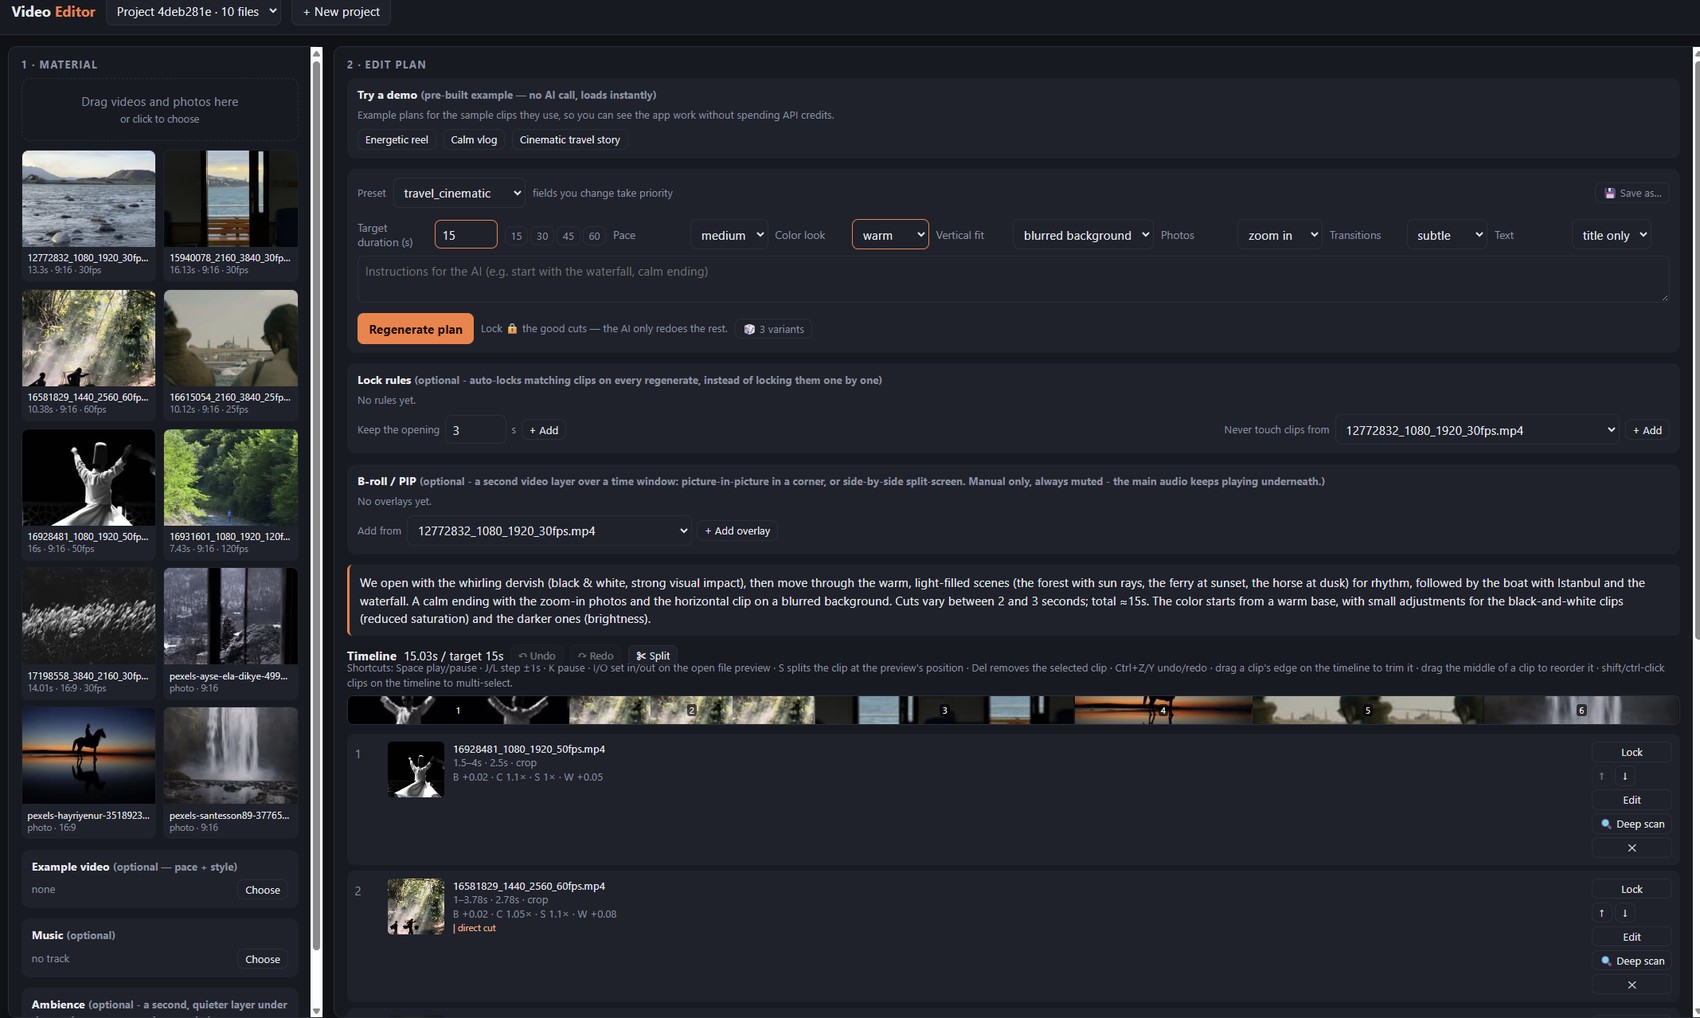 Video Editor
Project 4deb281e · 10 files
+ New project
1 · MATERIAL
Drag videos and photos here
or click to choose
12772832_1080_1920_30fp...
13.3s · 9:16 · 30fps
15940078_2160_3840_30fp...
16.13s · 9:16 · 30fps
16581829_1440_2560_60fp...
10.38s · 9:16 · 60fps
16615054_2160_3840_25fp...
10.12s · 9:16 · 25fps
16928481_1080_1920_50fp...
16s · 9:16 · 50fps
16931601_1080_1920_120f...
7.43s · 9:16 · 120fps
17198558_3840_2160_30f...
14.01s · 16:9 · 30fps
pexels-ayse-ela-dikye-499...
photo · 9:16
pexels-hayriyenur-3518923...
photo · 16:9
pexels-santesson89-37765...
photo · 9:16
Example video (optional — pace + style)
none
Choose
Music (optional)
no track
Choose
Ambience (optional - a second, quieter layer under
2 · EDIT PLAN
Try a demo (pre-built example — no AI call, loads instantly)
Example plans for the sample clips they use, so you can see the app work without spending API credits.
Energetic reel
Calm vlog
Cinematic travel story
Preset
travel_cinematic
fields you change take priority
Save as...
Target
duration (s)
15
15
30
45
60
Pace
medium
Color look
warm
Vertical fit
blurred background
Photos
zoom in
Transitions
subtle
Text
title only
Instructions for the AI (e.g. start with the waterfall, calm ending)
Regenerate plan
Lock 🔒 the good cuts — the AI only redoes the rest.
🎲 3 variants
Lock rules (optional - auto-locks matching clips on every regenerate, instead of locking them one by one)
No rules yet.
Keep the opening
3
s
+ Add
Never touch clips from
12772832_1080_1920_30fps.mp4
+ Add
B-roll / PIP (optional - a second video layer over a time window: picture-in-picture in a corner, or side-by-side split-screen. Manual only, always muted - the main audio keeps playing underneath.)
No overlays yet.
Add from
12772832_1080_1920_30fps.mp4
+ Add overlay
We open with the whirling dervish (black & white, strong visual impact), then move through the warm, light-filled scenes (the forest with sun rays, the ferry at sunset, the horse at dusk) for rhythm, followed by the boat with Istanbul and the
waterfall. A calm ending with the zoom-in photos and the horizontal clip on a blurred background. Cuts vary between 2 and 3 seconds; total ≈15s. The color starts from a warm base, with small adjustments for the black-and-white clips
(reduced saturation) and the darker ones (brightness).
Timeline 15.03s / target 15s
↶ Undo
↷ Redo
✂ Split
Shortcuts: Space play/pause · J/L step ±1s · K pause · I/O set in/out on the open file preview · S splits the clip at the preview's position · Del removes the selected clip · Ctrl+Z/Y undo/redo · drag a clip's edge on the timeline to trim it · drag the middle of a clip to reorder it · shift/ctrl-click
clips on the timeline to multi-select.
1
2
3
4
5
6
1
16928481_1080_1920_50fps.mp4
1.5–4s · 2.5s · crop
B +0.02 · C 1.1× · S 1× · W +0.05
Lock
↑
↓
Edit
🔍 Deep scan
✕
2
16581829_1440_2560_60fps.mp4
1–3.78s · 2.78s · crop
B +0.02 · C 1.05× · S 1.1× · W +0.08
| direct cut
Lock
↑
↓
Edit
🔍 Deep scan
✕